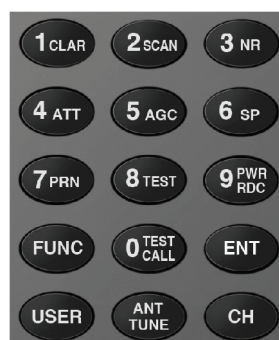 1 CLAR 2 SCAN 3 NR
4 ATT 5 AGC 6 SP
7 PRN 8 TEST 9 PWR RDC
FUNC 0 TEST CALL ENT
USER ANT TUNE CH